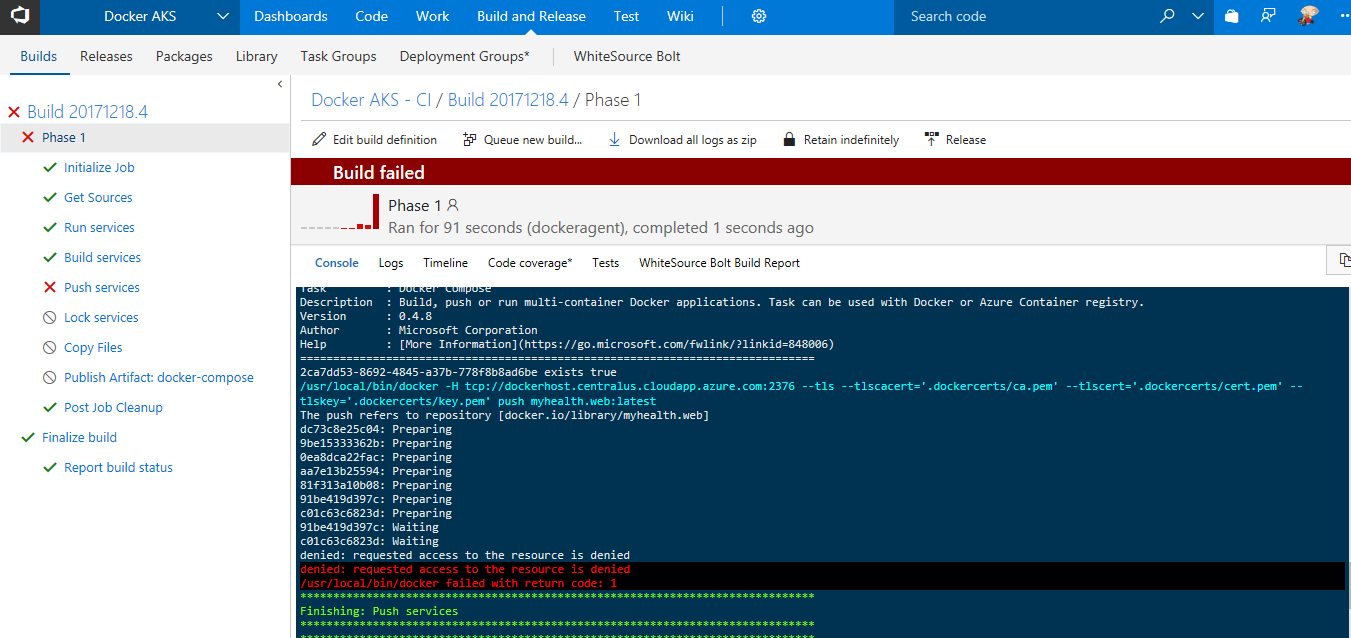 Docker AKS
Dashboards Code Work Build and Release Test Wiki
Search code
Builds Releases Packages Library Task Groups Deployment Groups* WhiteSource Bolt
Build 20171218.4
Phase 1
Initialize Job
Get Sources
Run services
Build services
Push services
Lock services
Copy Files
Publish Artifact: docker-compose
Post Job Cleanup
Finalize build
Report build status
Docker AKS - CI / Build 20171218.4 / Phase 1
Edit build definition Queue new build... Download all logs as zip Retain indefinitely Release
Build failed
Phase 1
Ran for 91 seconds (dockeragent), completed 1 seconds ago
Console Logs Timeline Code coverage* Tests WhiteSource Bolt Build Report
Task : Docker Compose
Description : Build, push or run multi-container Docker applications. Task can be used with Docker or Azure Container registry.
Version : 0.4.8
Author : Microsoft Corporation
Help : [More Information](https://go.microsoft.com/fwlink/?linkid=848006)
==============================================================================
2ca7dd53-8692-4845-a37b-778f8b8ad6be exists true
/usr/local/bin/docker -H tcp://dockerhost.centralus.cloudapp.azure.com:2376 --tls --tlscacert='.dockercerts/ca.pem' --tlscert='.dockercerts/cert.pem' --
tlskey='.dockercerts/key.pem' push myhealth.web:latest
The push refers to repository [docker.io/library/myhealth.web]
dc73c8e25c04: Preparing
9be15333362b: Preparing
0ea8dca22fac: Preparing
aa7e13b25594: Preparing
81f313a10b08: Preparing
91be419d397c: Preparing
c01c63c6823d: Preparing
91be419d397c: Waiting
c01c63c6823d: Waiting
denied: requested access to the resource is denied
denied: requested access to the resource is denied
/usr/local/bin/docker failed with return code: 1
******************************************************************************
Finishing: Push services
******************************************************************************
******************************************************************************